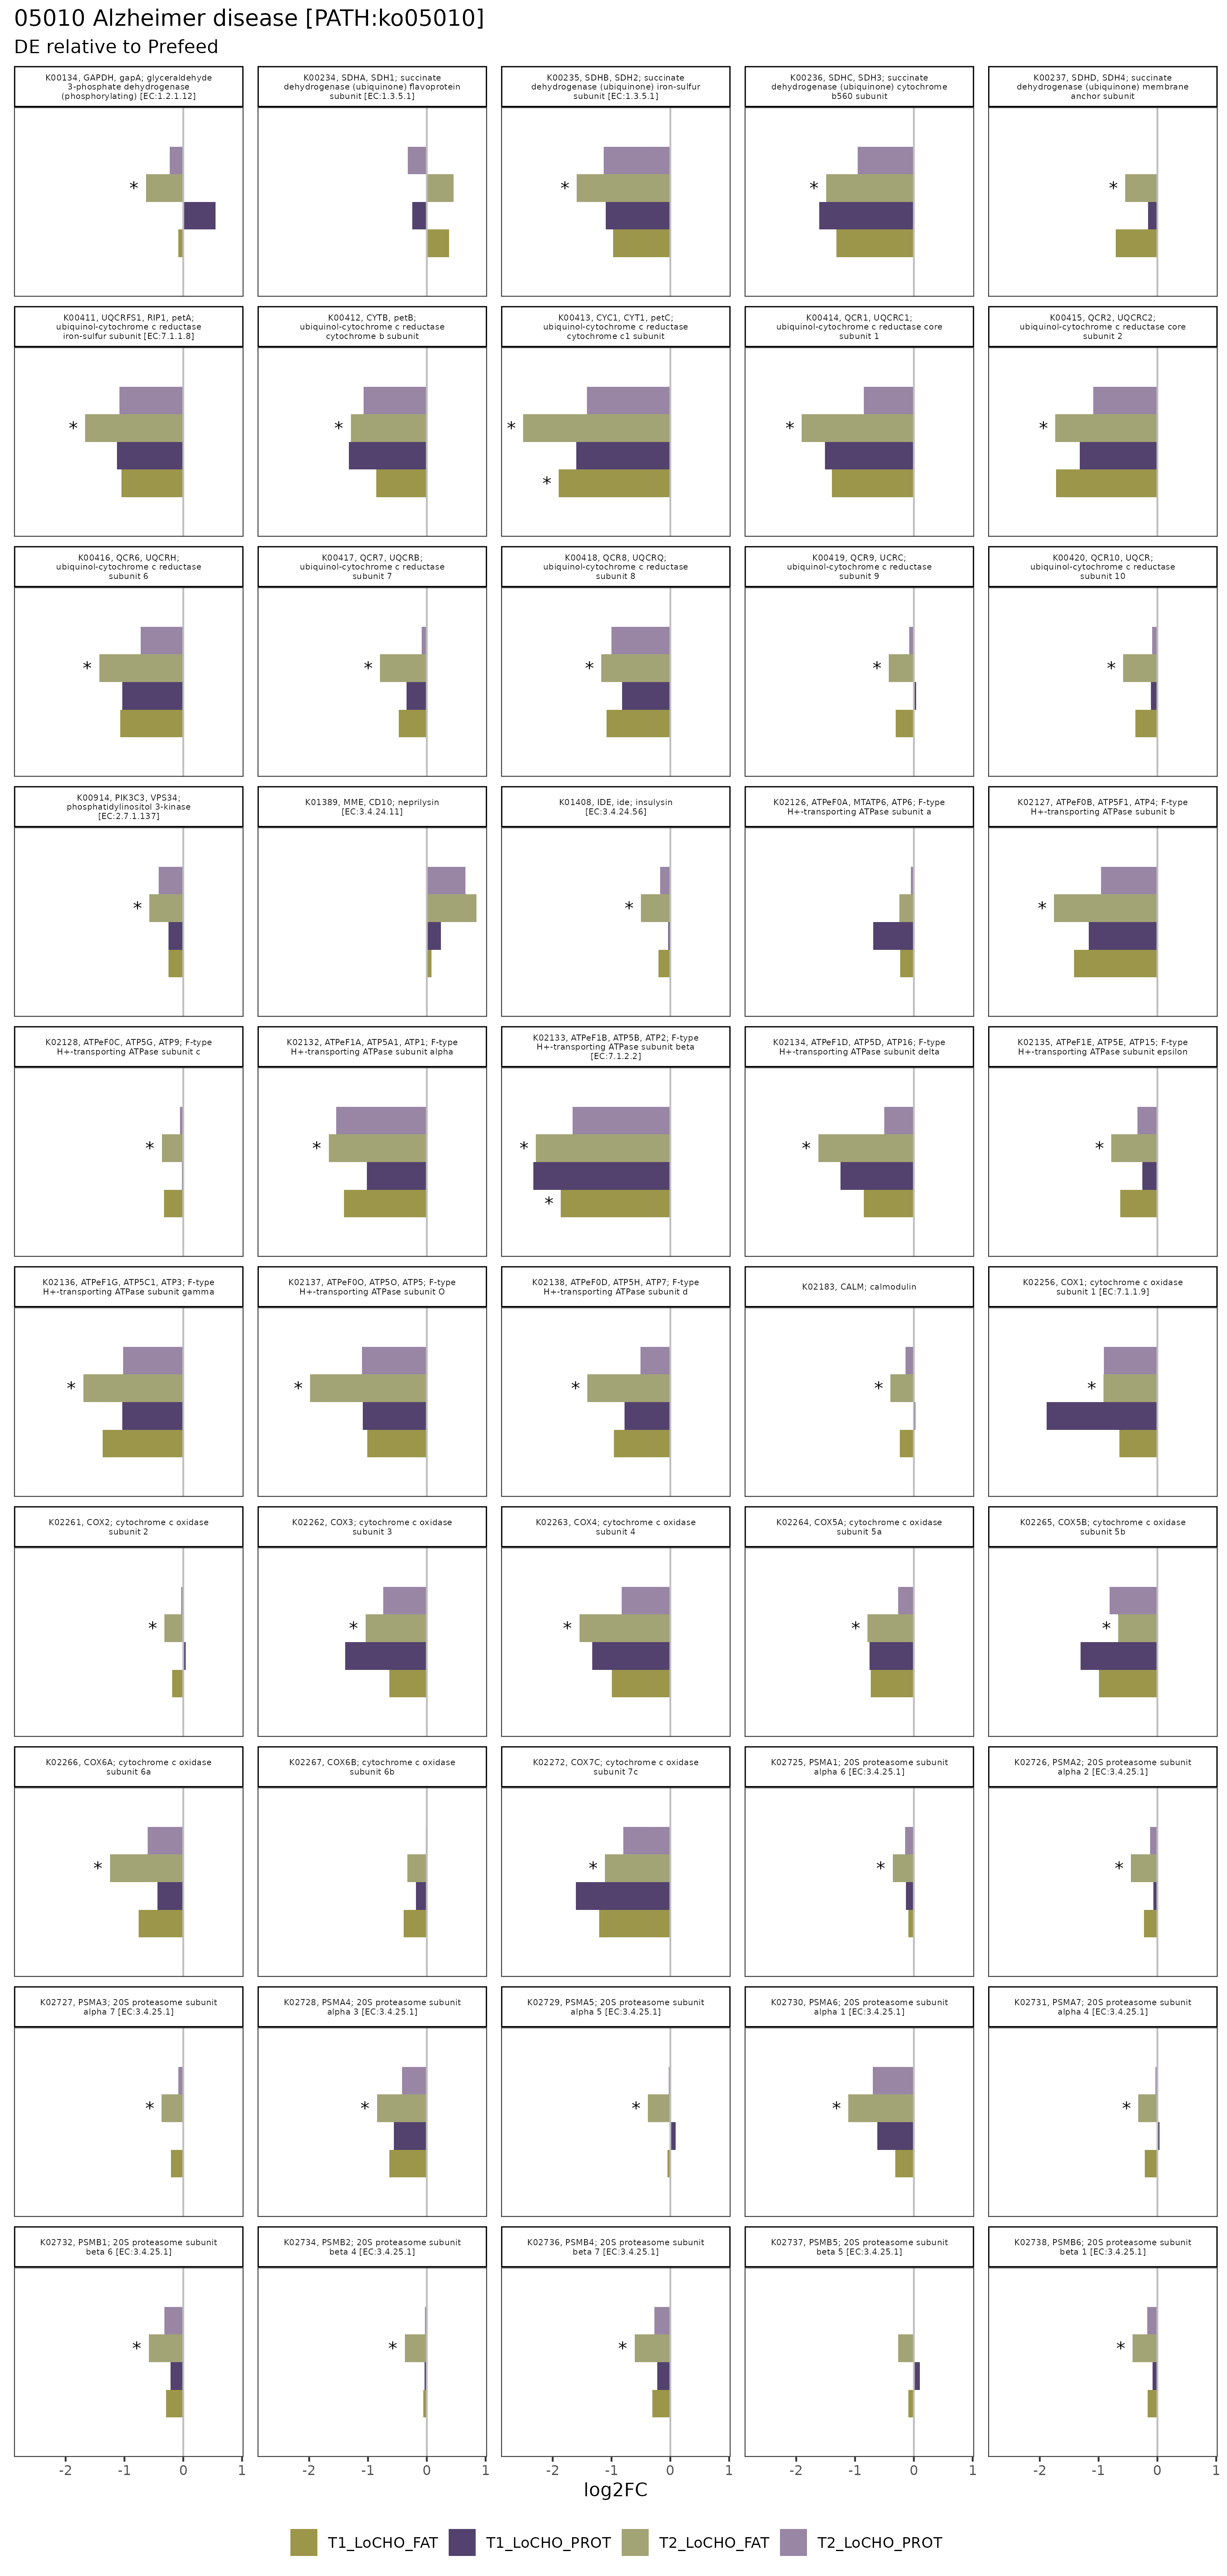 05010 Alzheimer disease [PATH:ko05010]
DE relative to Prefeed
K00134, GAPDH, gapA; glyceraldehyde
3-phosphate dehydrogenase
(phosphorylating) [EC:1.2.1.12]
K00234, SDHA, SDH1; succinate
dehydrogenase (ubiquinone) flavoprotein
subunit [EC:1.3.5.1]
K00235, SDHB, SDH2; succinate
dehydrogenase (ubiquinone) iron-sulfur
subunit [EC:1.3.5.1]
K00236, SDHC, SDH3; succinate
dehydrogenase (ubiquinone) cytochrome
b560 subunit
K00237, SDHD, SDH4; succinate
dehydrogenase (ubiquinone) membrane
anchor subunit
*
*
*
*
K00411, UQCRFS1, RIP1, petA;
ubiquinol-cytochrome c reductase
iron-sulfur subunit [EC:7.1.1.8]
K00412, CYTB, petB;
ubiquinol-cytochrome c reductase
cytochrome b subunit
K00413, CYC1, CYT1, petC;
ubiquinol-cytochrome c reductase
cytochrome c1 subunit
K00414, QCR1, UQCRC1;
ubiquinol-cytochrome c reductase core
subunit 1
K00415, QCR2, UQCRC2;
ubiquinol-cytochrome c reductase core
subunit 2
*
*
*
*
*
*
K00416, QCR6, UQCRH;
ubiquinol-cytochrome c reductase
subunit 6
K00417, QCR7, UQCRB;
ubiquinol-cytochrome c reductase
subunit 7
K00418, QCR8, UQCRQ;
ubiquinol-cytochrome c reductase
subunit 8
K00419, QCR9, UCRC;
ubiquinol-cytochrome c reductase
subunit 9
K00420, QCR10, UQCR;
ubiquinol-cytochrome c reductase
subunit 10
*
*
*
*
*
K00914, PIK3C3, VPS34;
phosphatidylinositol 3-kinase
[EC:2.7.1.137]
K01389, MME, CD10; neprilysin
[EC:3.4.24.11]
K01408, IDE, ide; insulysin
[EC:3.4.24.56]
K02126, ATPeF0A, MTATP6, ATP6; F-type
H+-transporting ATPase subunit a
K02127, ATPeF0B, ATP5F1, ATP4; F-type
H+-transporting ATPase subunit b
*
*
*
K02128, ATPeF0C, ATP5G, ATP9; F-type
H+-transporting ATPase subunit c
K02132, ATPeF1A, ATP5A1, ATP1; F-type
H+-transporting ATPase subunit alpha
K02133, ATPeF1B, ATP5B, ATP2; F-type
H+-transporting ATPase subunit beta
[EC:7.1.2.2]
K02134, ATPeF1D, ATP5D, ATP16; F-type
H+-transporting ATPase subunit delta
K02135, ATPeF1E, ATP5E, ATP15; F-type
H+-transporting ATPase subunit epsilon
*
*
*
*
*
*
K02136, ATPeF1G, ATP5C1, ATP3; F-type
H+-transporting ATPase subunit gamma
K02137, ATPeF0O, ATP5O, ATP5; F-type
H+-transporting ATPase subunit O
K02138, ATPeF0D, ATP5H, ATP7; F-type
H+-transporting ATPase subunit d
K02183, CALM; calmodulin
K02256, COX1; cytochrome c oxidase
subunit 1 [EC:7.1.1.9]
*
*
*
*
*
K02261, COX2; cytochrome c oxidase
subunit 2
K02262, COX3; cytochrome c oxidase
subunit 3
K02263, COX4; cytochrome c oxidase
subunit 4
K02264, COX5A; cytochrome c oxidase
subunit 5a
K02265, COX5B; cytochrome c oxidase
subunit 5b
*
*
*
*
*
K02266, COX6A; cytochrome c oxidase
subunit 6a
K02267, COX6B; cytochrome c oxidase
subunit 6b
K02272, COX7C; cytochrome c oxidase
subunit 7c
K02725, PSMA1; 20S proteasome subunit
alpha 6 [EC:3.4.25.1]
K02726, PSMA2; 20S proteasome subunit
alpha 2 [EC:3.4.25.1]
*
*
*
*
K02727, PSMA3; 20S proteasome subunit
alpha 7 [EC:3.4.25.1]
K02728, PSMA4; 20S proteasome subunit
alpha 3 [EC:3.4.25.1]
K02729, PSMA5; 20S proteasome subunit
alpha 5 [EC:3.4.25.1]
K02730, PSMA6; 20S proteasome subunit
alpha 1 [EC:3.4.25.1]
K02731, PSMA7; 20S proteasome subunit
alpha 4 [EC:3.4.25.1]
*
*
*
*
*
K02732, PSMB1; 20S proteasome subunit
beta 6 [EC:3.4.25.1]
K02734, PSMB2; 20S proteasome subunit
beta 4 [EC:3.4.25.1]
K02736, PSMB4; 20S proteasome subunit
beta 7 [EC:3.4.25.1]
K02737, PSMB5; 20S proteasome subunit
beta 5 [EC:3.4.25.1]
K02738, PSMB6; 20S proteasome subunit
beta 1 [EC:3.4.25.1]
*
*
*
*
-2 -1 0 1 -2 -1 0 1 -2 -1 0 1 -2 -1 0 1 -2 -1 0 1
log2FC
T1_LoCHO_FAT T1_LoCHO_PROT T2_LoCHO_FAT T2_LoCHO_PROT